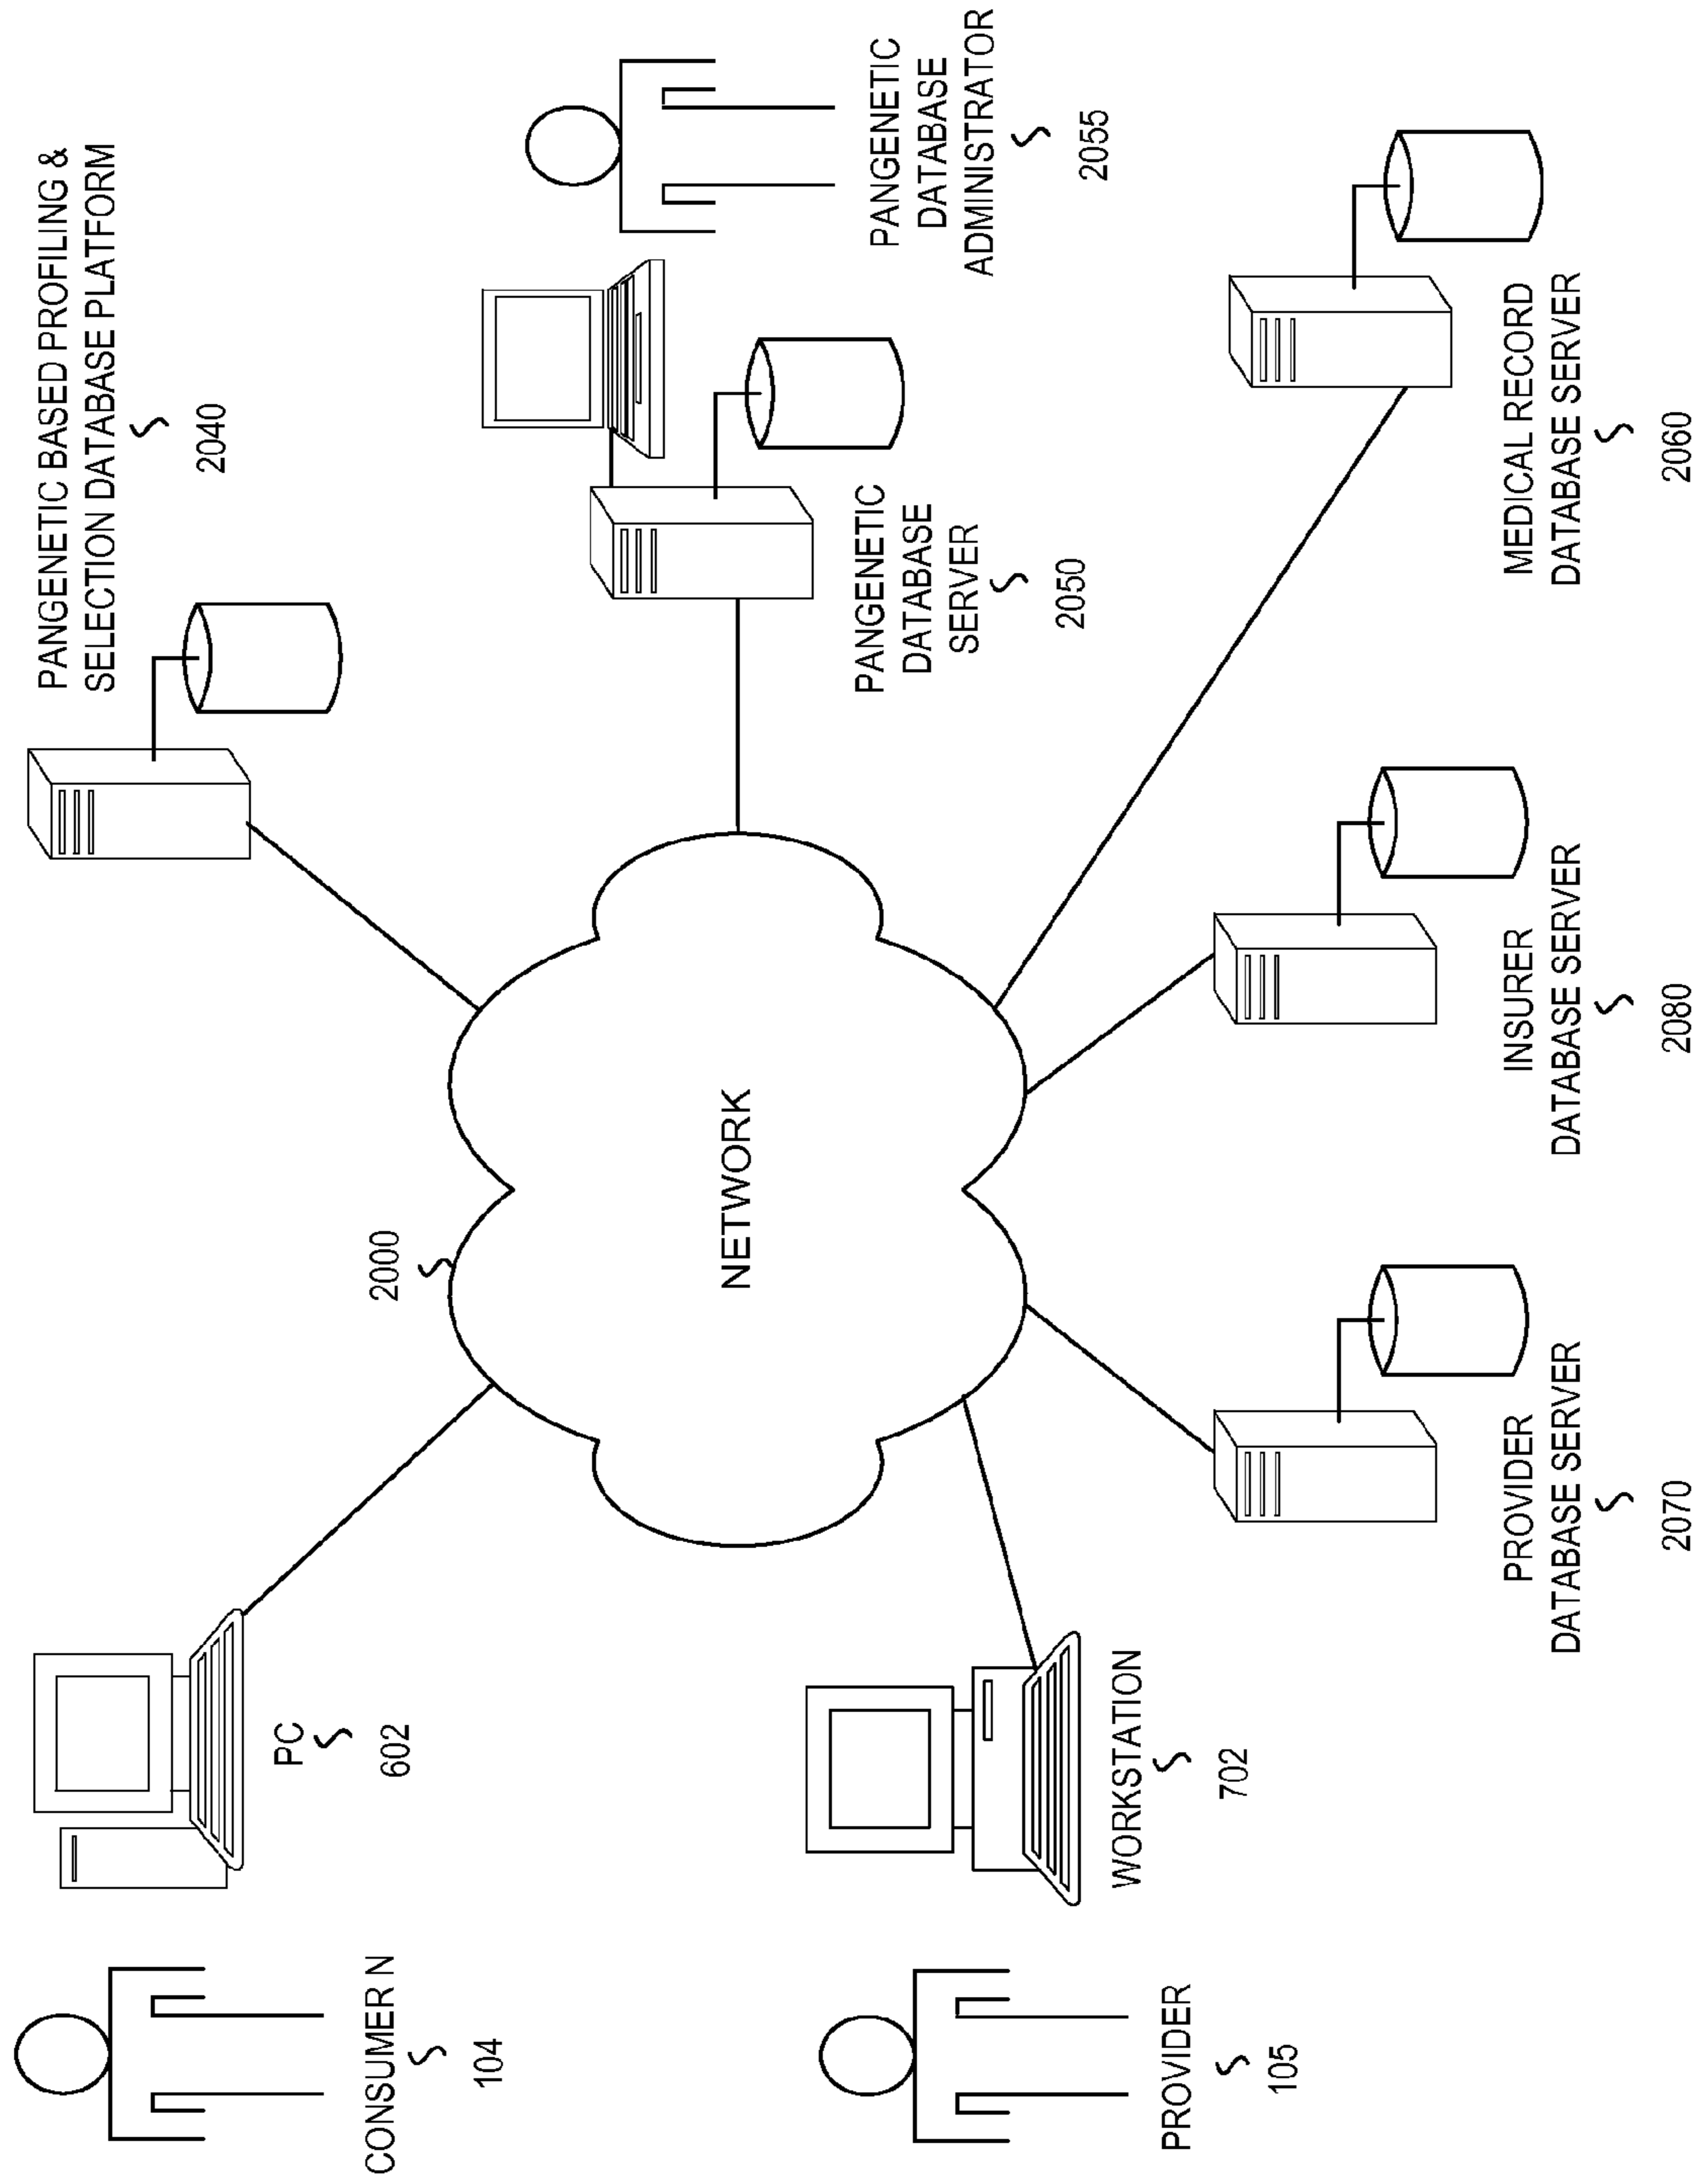 PANGENETIC BASED PROFILING &
SELECTION DATABASE PLATFORM
2040
2000
PC
602
CONSUMER N
104
NETWORK
PANGENETIC
DATABASE
SERVER
2050
PANGENETIC
DATABASE
ADMINISTRATOR
2055
WORKSTATION
702
PROVIDER
105
PROVIDER
DATABASE SERVER
2070
INSURER
DATABASE SERVER
2080
MEDICAL RECORD
DATABASE SERVER
2060